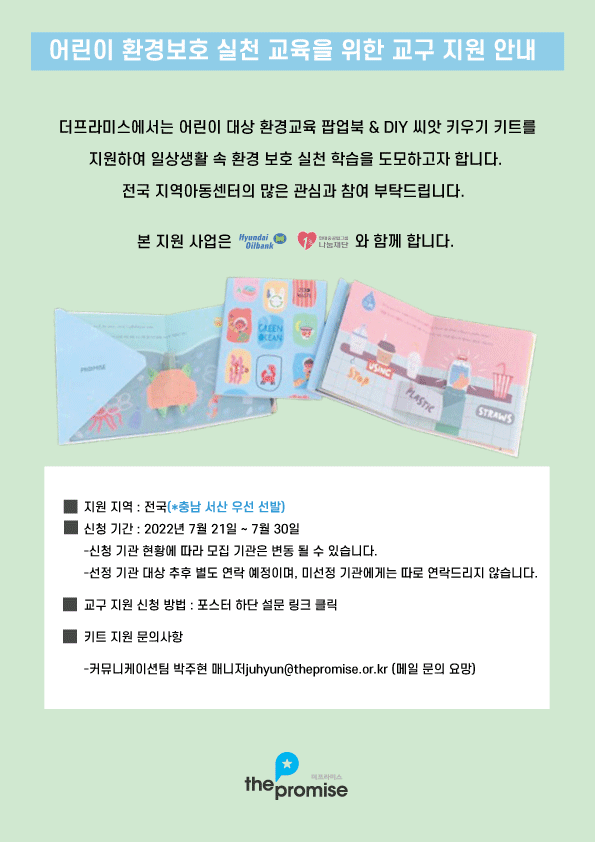 어린이 환경보호 실천 교육을 위한 교구 지원 안내
더프라미스에서는 어린이 대상 환경교육 팝업북 & DIY 씨앗 키우기 키트를
지원하여 일상생활 속 환경 보호 실천 학습을 도모하고자 합니다.
전국 지역아동센터의 많은 관심과 참여 부탁드립니다.
본 지원 사업은 Hyundai Oilbank 1% 나눔재단 와 함께 합니다.
GREEN
OCEAN
STOP
USING
PLASTIC
STRAWS
■ 지원 지역 : 전국(*충남 서산 우선 선발)
■ 신청 기간 : 2022년 7월 21일 ~ 7월 30일
-신청 기관 현황에 따라 모집 기관은 변동 될 수 있습니다.
-선정 기관 대상 추후 별도 연락 예정이며, 미선정 기관에게는 따로 연락드리지 않습니다.
■ 교구 지원 신청 방법 : 포스터 하단 설문 링크 클릭
■ 키트 지원 문의사항
-커뮤니케이션팀 박주현 매니저juhyun@thepromise.or.kr (메일 문의 요망)
더프라미스
the promise